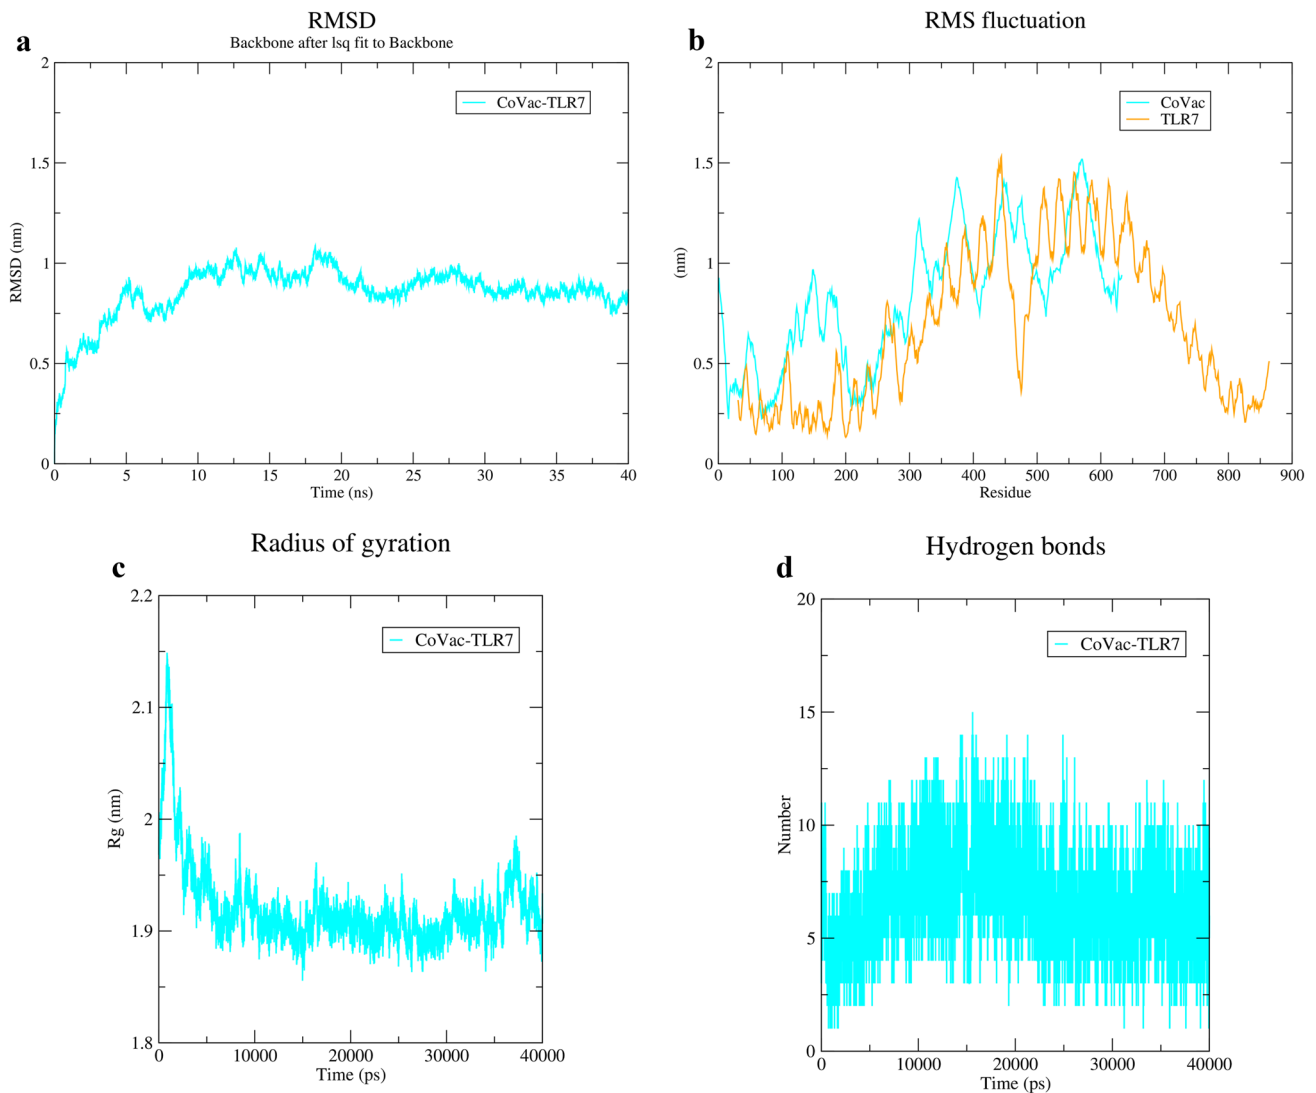 a
RMSD
Backbone after lsq fit to Backbone
2
1.5
1
0.5
0
RMSD (nm)
CoVac-TLR7
0 5 10 15 20 25 30 35 40
Time (ns)
b
RMS fluctuation
2
1.5
1
0.5
0
(nm)
CoVac
TLR7
0 100 200 300 400 500 600 700 800 900
Residue
c
Radius of gyration
2.2
2.1
2
1.9
1.8
Rg (nm)
CoVac-TLR7
0 10000 20000 30000 40000
Time (ps)
d
Hydrogen bonds
20
15
10
5
0
Number
CoVac-TLR7
0 10000 20000 30000 40000
Time (ps)